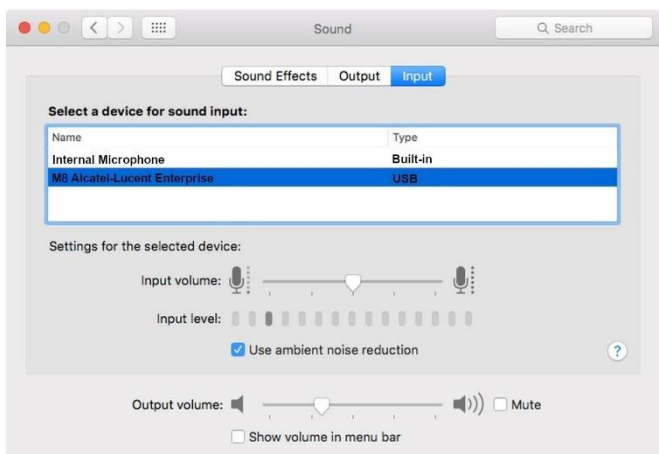 Sound
Search
Sound Effects Output Input
Select a device for sound input:
Name Type
Internal Microphone Built-in
M8 Alcatel-Lucent Enterprise USB
Settings for the selected device:
Input volume:
Input level:
Use ambient noise reduction ?
Output volume: Mute
Show volume in menu bar